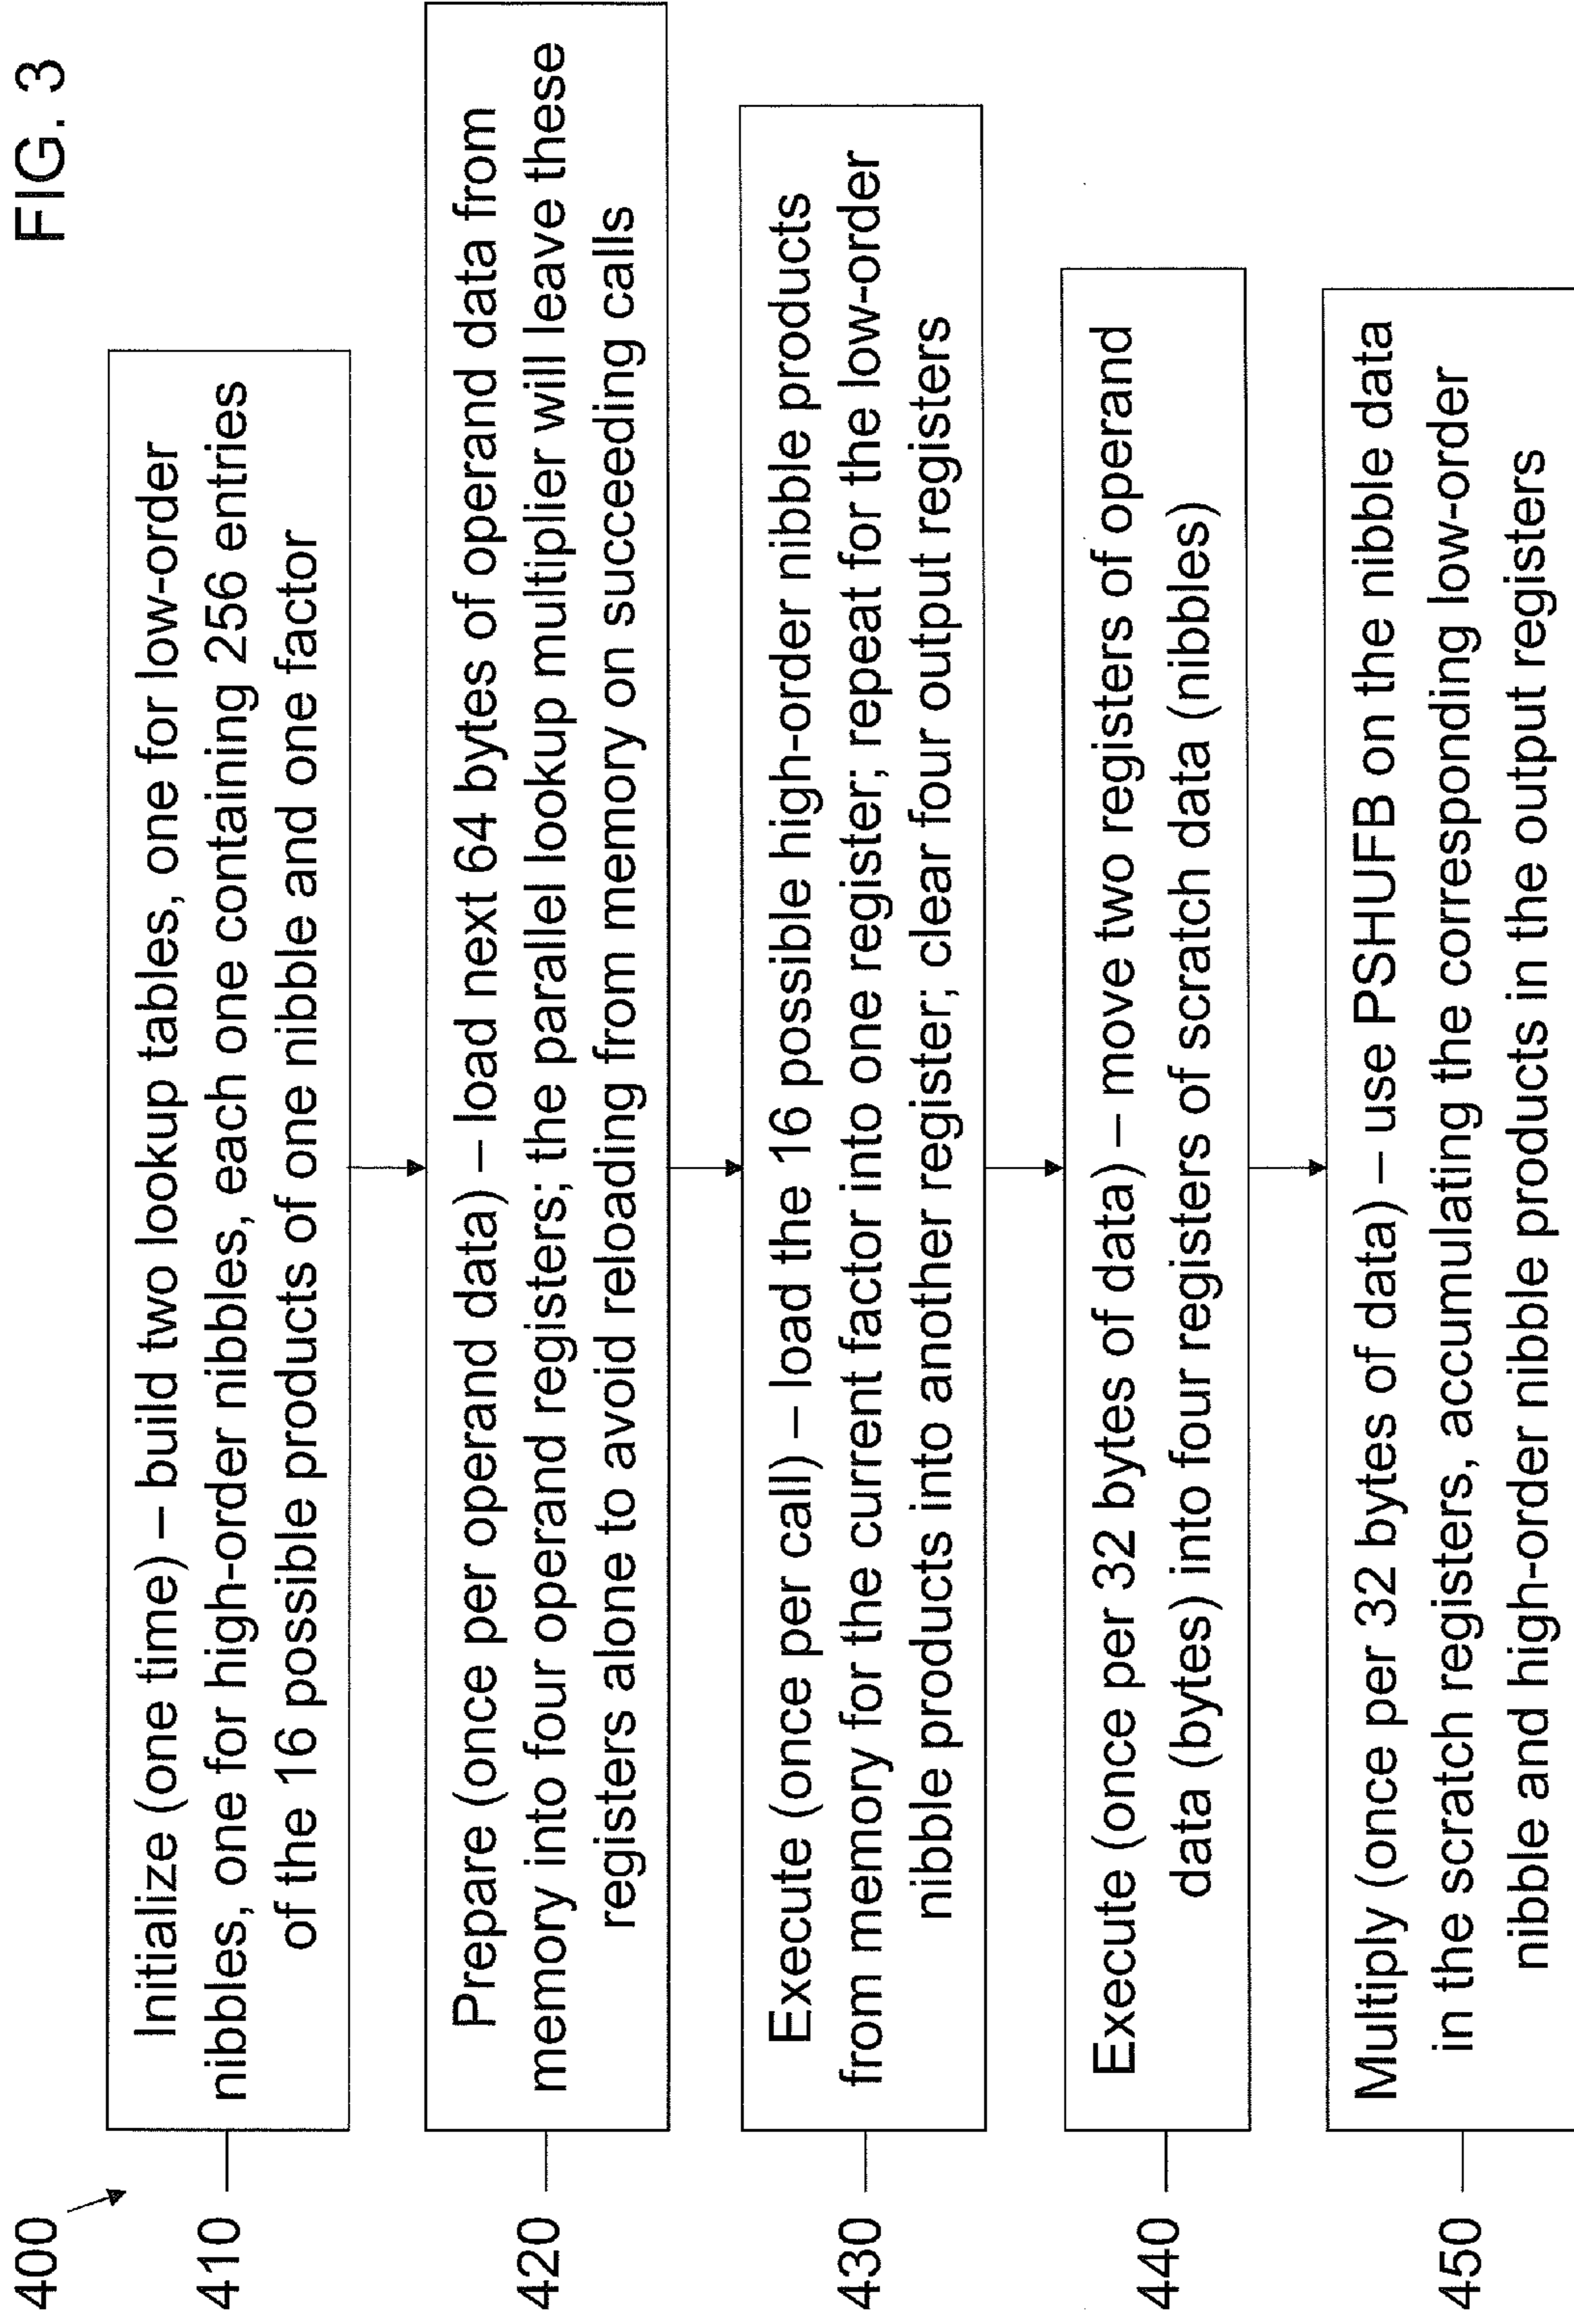 FIG. 3
400
410
Initialize (one time) – build two lookup tables, one for low-order
nibbles, one for high-order nibbles, each one containing 256 entries
of the 16 possible products of one nibble and one factor
420
Prepare (once per operand data) – load next 64 bytes of operand data from
memory into four operand registers; the parallel lookup multiplier will leave these
registers alone to avoid reloading from memory on succeeding calls
430
Execute (once per call) – load the 16 possible high-order nibble products
from memory for the current factor into one register; repeat for the low-order
nibble products into another register; clear four output registers
440
Execute (once per 32 bytes of data) – move two registers of operand
data (bytes) into four registers of scratch data (nibbles)
450
Multiply (once per 32 bytes of data) – use PSHUFB on the nibble data
in the scratch registers, accumulating the corresponding low-order
nibble and high-order nibble products in the output registers